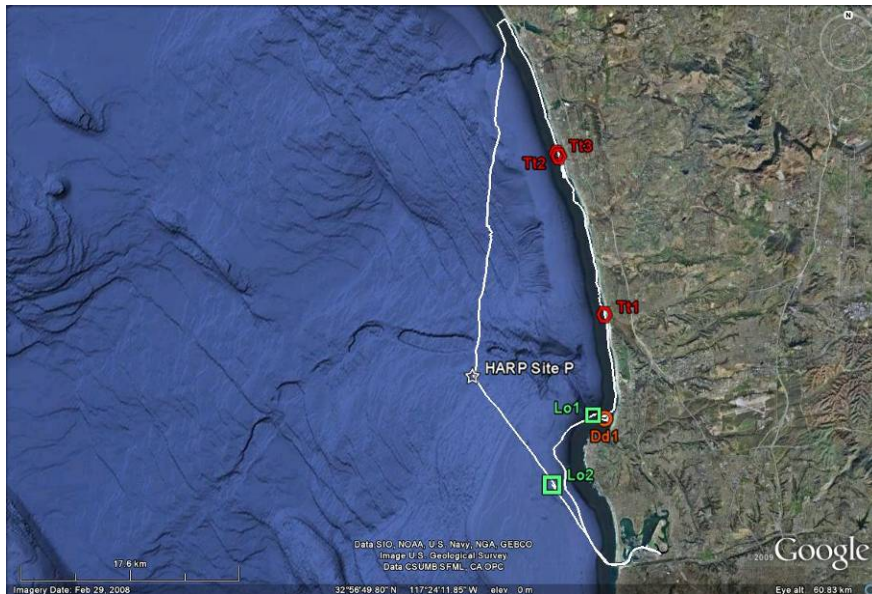 N
Tt3
Tt2
Tt1
HARP Site P
Lo1
Dd1
Lo2
Data SIO, NOAA, U.S. Navy, NGA, GEBCO
Image U.S. Geological Survey
Data CSUMB SFML, CA OPC
©2009 Google
17.6 km
Imagery Date: Feb 29, 2008 32°56'49.80" N 117°24'11.85" W elev 0 m Eye alt 60.83 km